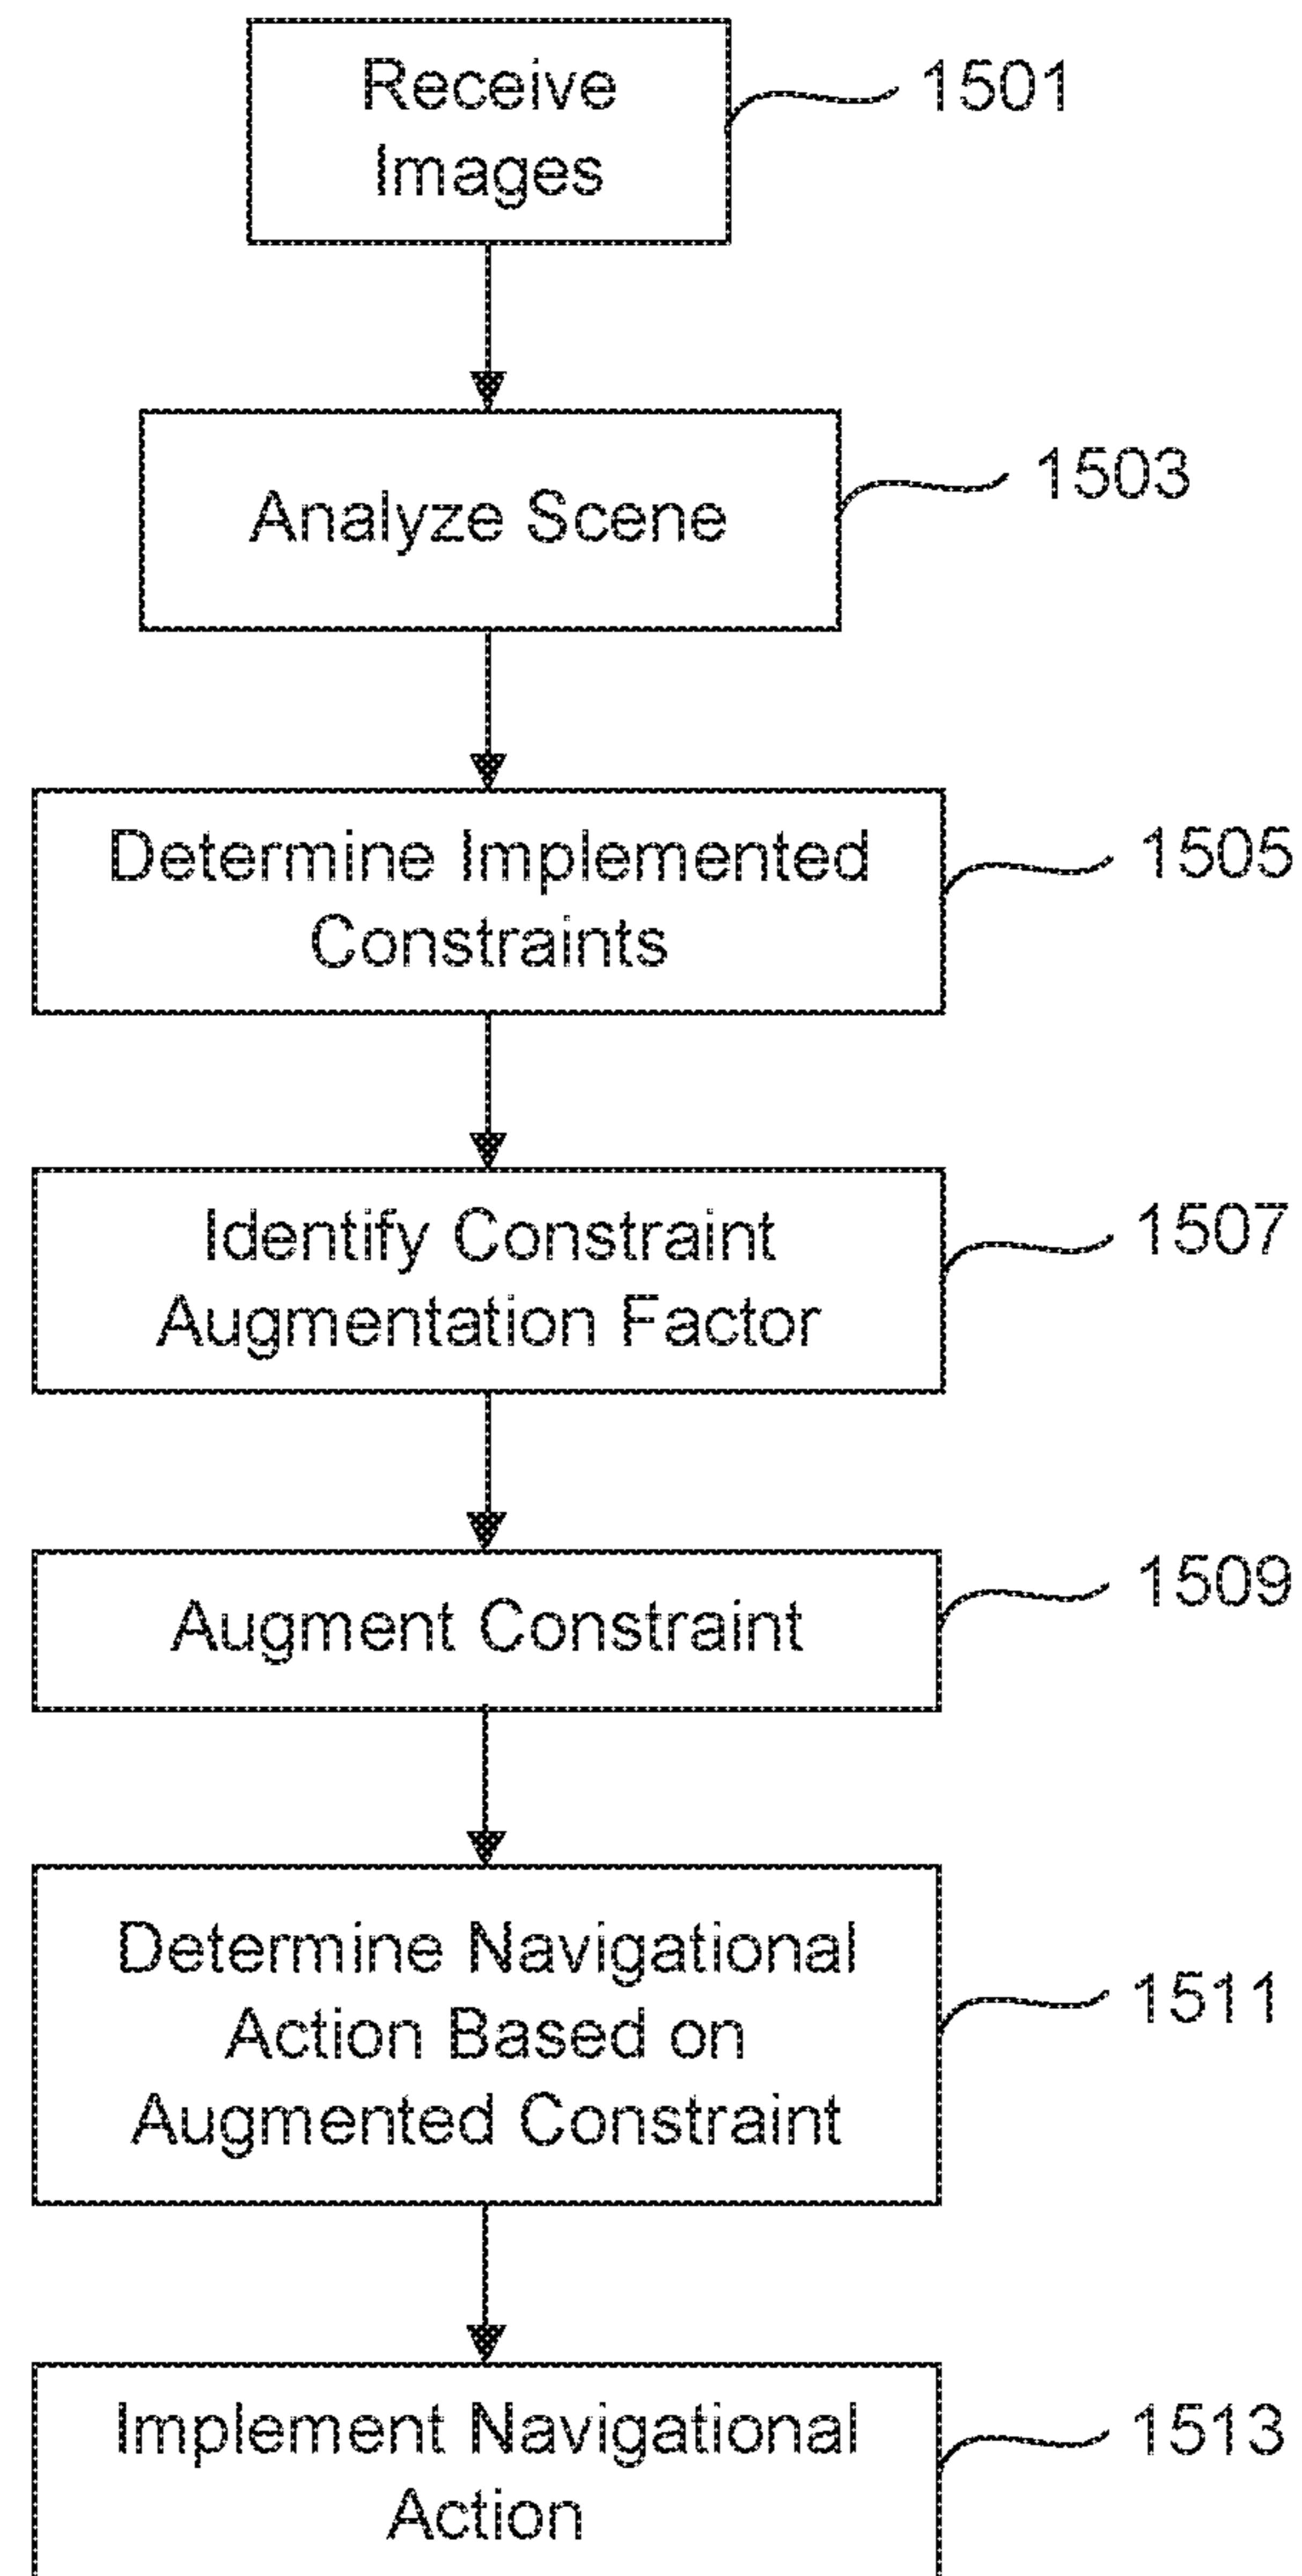 Receive
Images
1501
Analyze Scene
1503
Determine Implemented
Constraints
1505
Identify Constraint
Augmentation Factor
1507
Augment Constraint
1509
Determine Navigational
Action Based on
Augmented Constraint
1511
Implement Navigational
Action
1513